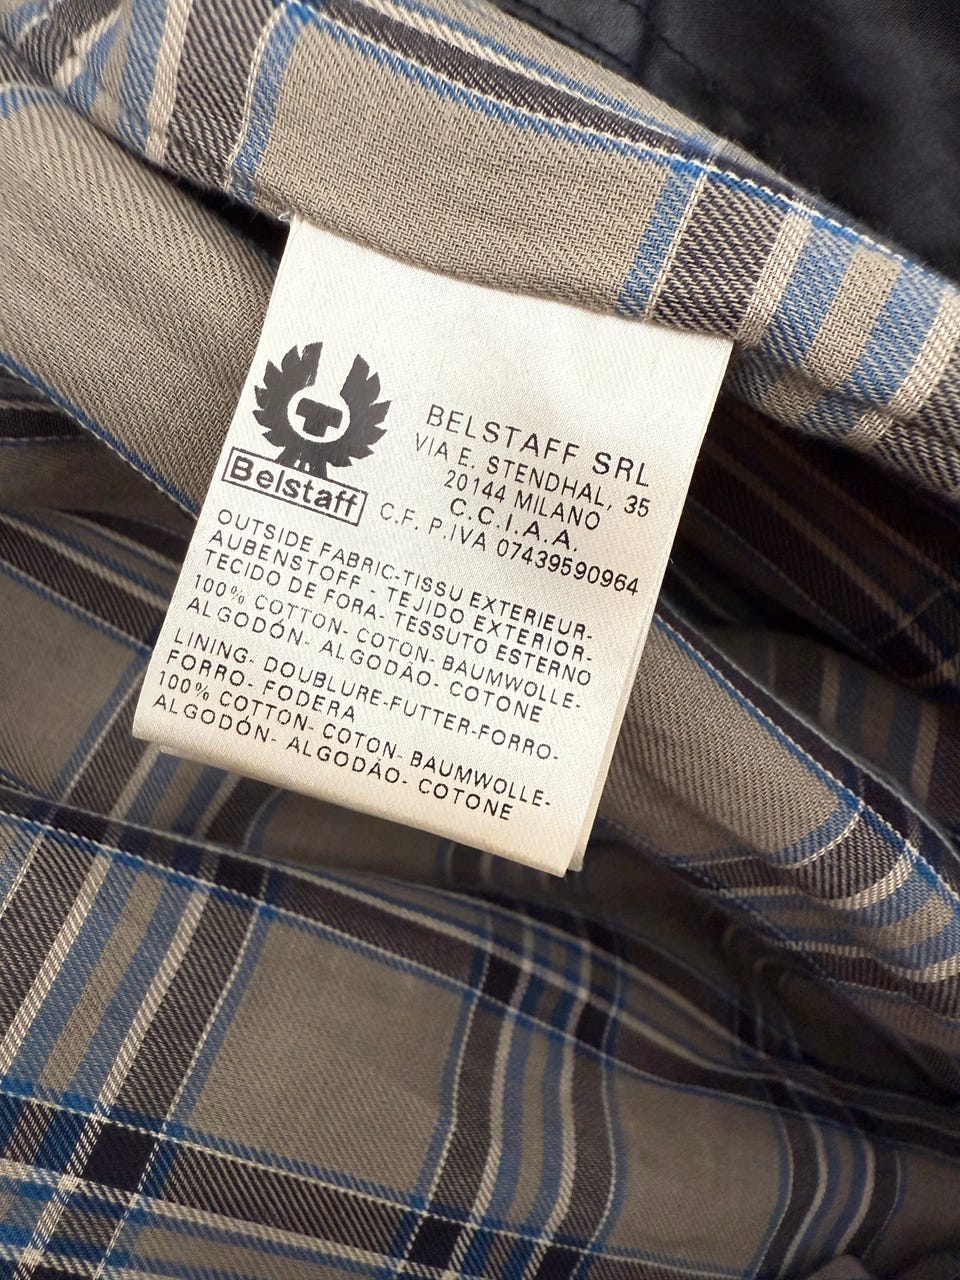 Belstaff
BELSTAFF SRL
VIA E. STENDHAL, 35
20144 MILANO
C.C.I.A.A.
C.F. P.IVA 07439590964
OUTSIDE FABRIC-TISSU EXTERIEUR-
AUBENSTOFF - TEJIDO EXTERIOR-
TECIDO DE FORA- TESSUTO ESTERNO
100% COTTON- COTON- BAUMWOLLE-
ALGODÓN- ALGODÃO- COTONE
LINING- DOUBLURE-FUTTER-FORRO-
FORRO- FODERA
100% COTTON- COTON- BAUMWOLLE-
ALGODÓN- ALGODÃO- COTONE